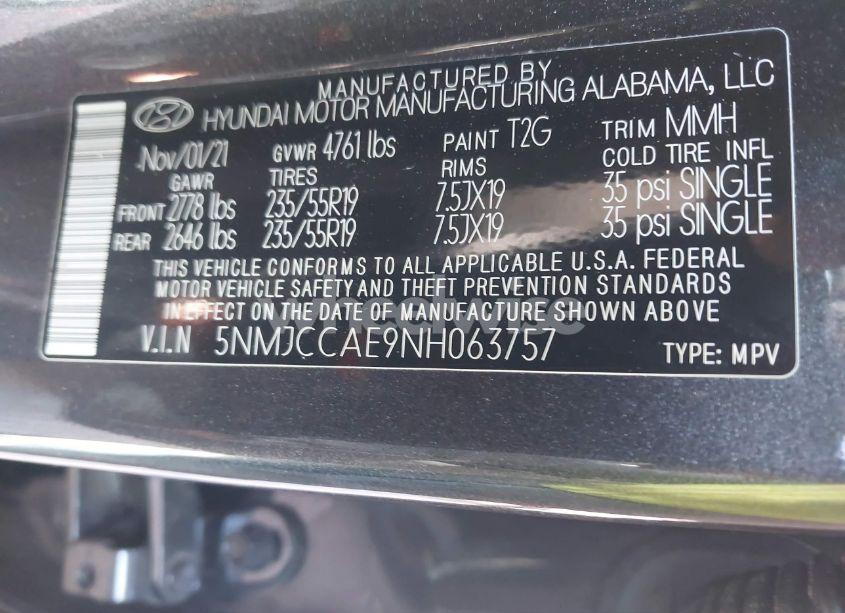 MANUFACTURED BY
HYUNDAI MOTOR MANUFACTURING ALABAMA, LLC
Nov/01/21 GVWR 4761 lbs PAINT T2G TRIM MMH
GAWR TIRES RIMS COLD TIRE INFL
FRONT 2778 lbs 235/55R19 7.5JX19 35 psi SINGLE
REAR 2646 lbs 235/55R19 7.5JX19 35 psi SINGLE
THIS VEHICLE CONFORMS TO ALL APPLICABLE U.S.A. FEDERAL
MOTOR VEHICLE SAFETY AND THEFT PREVENTION STANDARDS
IN EFFECT ON THE DATE OF MANUFACTURE SHOWN ABOVE
V.I.N 5NMJCCAE9NH063757 TYPE: MPV